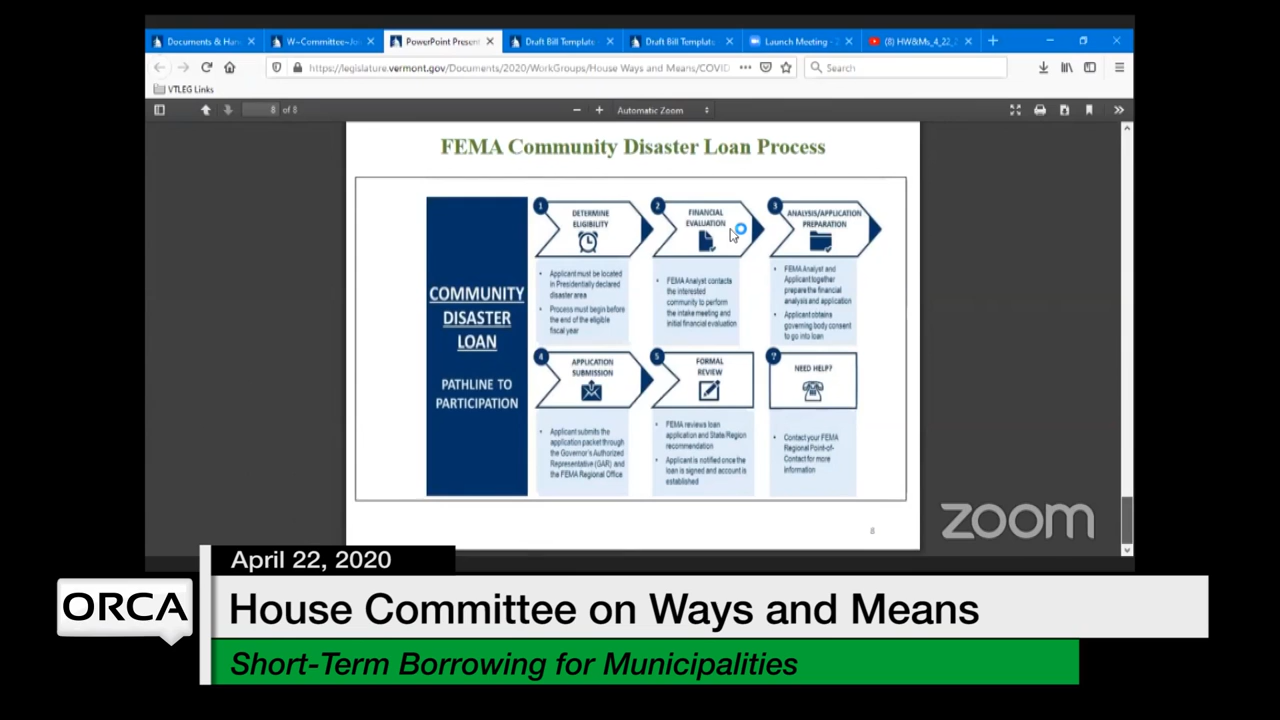 Documents & Han
W~Committee~Joi
PowerPoint Present
Draft Bill Template
Draft Bill Template
Launch Meeting - Z
(8) HW&Ms_4_22_
https://legislature.vermont.gov/Documents/2020/WorkGroups/House Ways and Means/COVID
Search
VTLEG Links
8 of 8
Automatic Zoom
FEMA Community Disaster Loan Process
COMMUNITY
DISASTER
LOAN
PATHLINE TO
PARTICIPATION
1
DETERMINE
ELIGIBILITY
Applicant must be located
in Presidentially declared
disaster area
Process must begin before
the end of the eligible
fiscal year
2
FINANCIAL
EVALUATION
FEMA Analyst contacts
the interested
community to perform
the intake meeting and
initial financial evaluation
3
ANALYSIS/APPLICATION
PREPARATION
FEMA Analyst and
Applicant together
prepare the financial
analysis and application
Applicant obtains
governing body consent
to go into loan
4
APPLICATION
SUBMISSION
Applicant submits the
application packet through
the Governor's Authorized
Representative (GAR) and
the FEMA Regional Office
5
FORMAL
REVIEW
FEMA reviews loan
application and State/Region
recommendation
Applicant is notified once the
loan is signed and account is
established
?
NEED HELP?
Contact your FEMA
Regional Point-of-
Contact for more
information
8
zoom
April 22, 2020
ORCA
House Committee on Ways and Means
Short-Term Borrowing for Municipalities